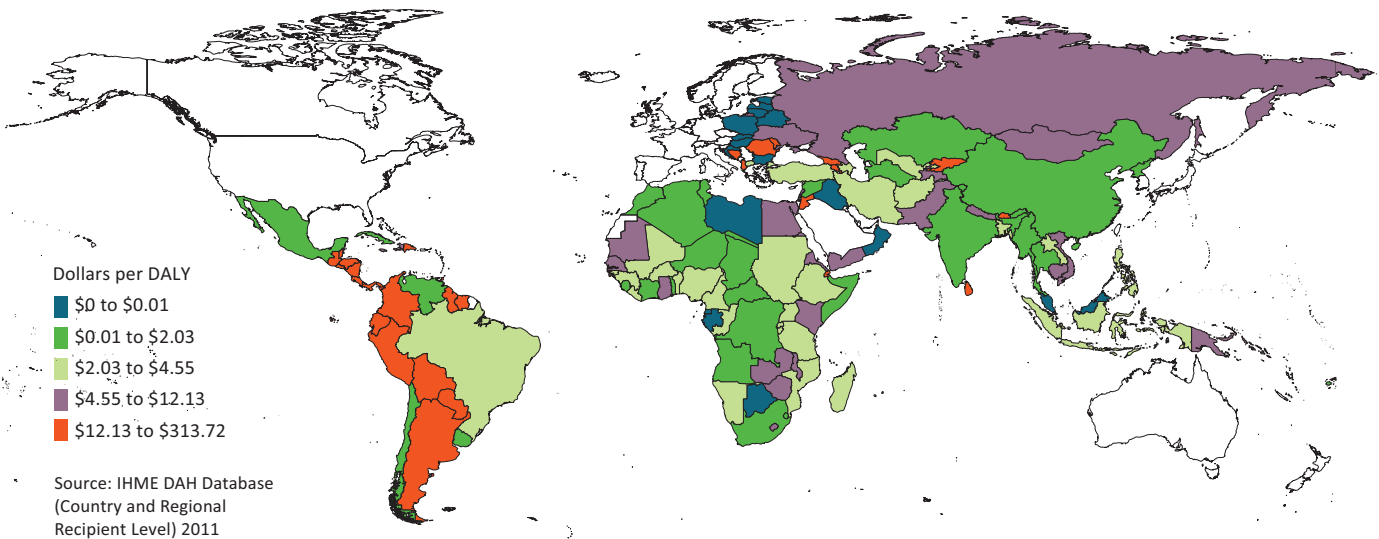 Dollars per DALY
$0 to $0.01
$0.01 to $2.03
$2.03 to $4.55
$4.55 to $12.13
$12.13 to $313.72
Source: IHME DAH Database
(Country and Regional
Recipient Level) 2011